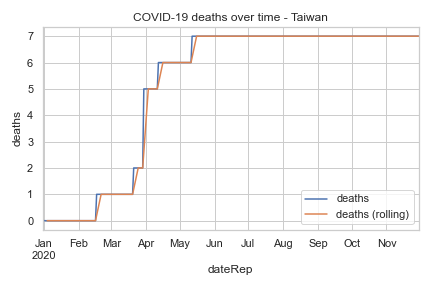 COVID-19 deaths over time - Taiwan
deaths
7
6
5
4
3
2
1
0
deaths
deaths (rolling)
Jan Feb Mar Apr May Jun Jul Aug Sep Oct Nov
2020
dateRep